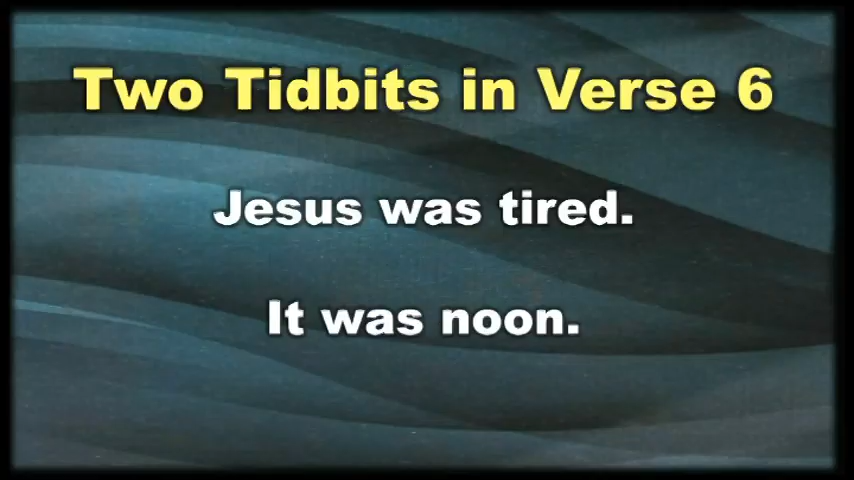 Two Tidbits in Verse 6
Jesus was tired.
It was noon.